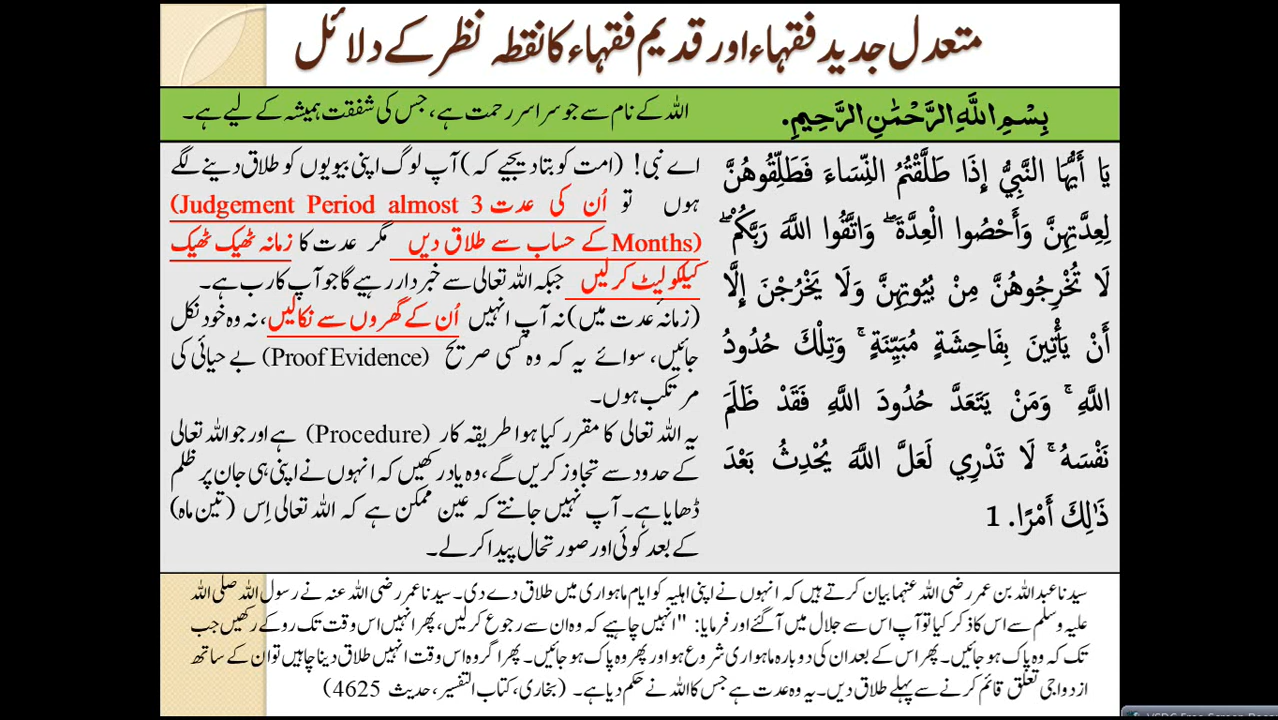 متعدل جدید فقہاء اور قدیم فقہاء کا نقطہ نظر کے دلائل
بِسْمِ اللَّهِ الرَّحْمَٰنِ الرَّحِيمِ.
اللہ کے نام سے جو سراسر رحمت ہے، جس کی شفقت ہمیشہ کے لیے ہے۔
يَا أَيُّهَا النَّبِيُّ إِذَا طَلَّقْتُمُ النِّسَاءَ فَطَلِّقُوهُنَّ
لِعِدَّتِهِنَّ وَأَحْصُوا الْعِدَّةَ ۖ وَاتَّقُوا اللَّهَ رَبَّكُمْ ۖ
لَا تُخْرِجُوهُنَّ مِنْ بُيُوتِهِنَّ وَلَا يَخْرُجْنَ إِلَّا
أَنْ يَأْتِينَ بِفَاحِشَةٍ مُبَيِّنَةٍ ۚ وَتِلْكَ حُدُودُ
اللَّهِ ۚ وَمَنْ يَتَعَدَّ حُدُودَ اللَّهِ فَقَدْ ظَلَمَ
نَفْسَهُ ۚ لَا تَدْرِي لَعَلَّ اللَّهَ يُحْدِثُ بَعْدَ
ذَٰلِكَ أَمْرًا. 1
اے نبی! (امت کو بتا دیجیے کہ) آپ لوگ اپنی بیویوں کو طلاق دینے لگے
ہوں تو اُن کی عدت (Judgement Period almost 3
Months) کے حساب سے طلاق دیں مگر عدت کا زمانہ ٹھیک ٹھیک
کیلکولیٹ کر لیں جبکہ اللہ تعالی سے خبردار رہیے گا جو آپ کا رب ہے۔
(زمانہ عدت میں) نہ آپ انہیں اُن کے گھروں سے نکالیں، نہ وہ خود نکل
جائیں، سوائے یہ کہ وہ کسی صریح (Proof Evidence) بے حیائی کی
مرتکب ہوں۔
یہ اللہ تعالی کا مقرر کیا ہوا طریقہ کار (Procedure) ہے اور جو اللہ تعالی
کے حدود سے تجاوز کریں گے، وہ یاد رکھیں کہ انہوں نے اپنی ہی جان پر ظلم
ڈھایا ہے۔ آپ نہیں جانتے کہ عین ممکن ہے کہ اللہ تعالی اِس (تین ماہ)
کے بعد کوئی اور صورتحال پیدا کر لے۔
سیدنا عبداللہ بن عمر رضی اللہ عنہما بیان کرتے ہیں کہ انہوں نے اپنی اہلیہ کو ایام ماہواری میں طلاق دے دی۔ سیدنا عمر رضی اللہ عنہ نے رسول اللہ صلی اللہ
علیہ وسلم سے اس کا ذکر کیا تو آپ اس سے جلال میں آ گئے اور فرمایا: "انہیں چاہیے کہ وہ ان سے رجوع کر لیں، پھر انہیں اس وقت تک روکے رکھیں جب
تک کہ وہ پاک ہو جائیں۔ پھر اس کے بعد ان کی دوبارہ ماہواری شروع ہو اور پھر وہ پاک ہو جائیں۔ پھر اگر وہ اس وقت انہیں طلاق دینا چاہیں تو ان کے ساتھ
ازدواجی تعلق قائم کرنے سے پہلے طلاق دیں۔ یہ وہ عدت ہے جس کا اللہ نے حکم دیا ہے۔ (بخاری، کتاب التفسیر، حدیث 4625)